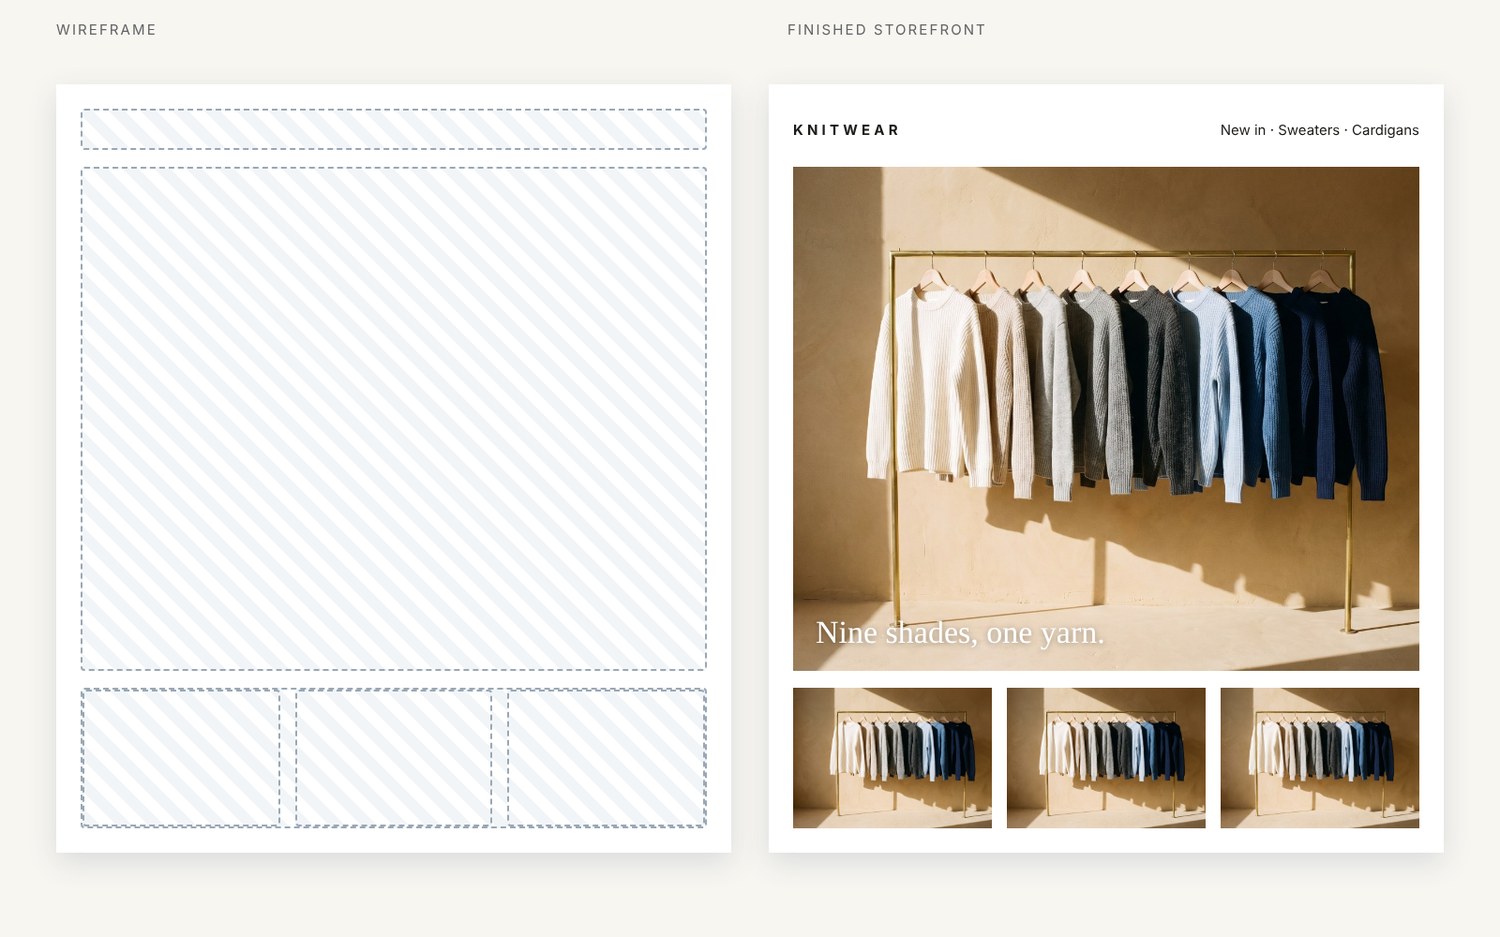 WIREFRAME
FINISHED STOREFRONT
KNITWEAR
New in · Sweaters · Cardigans
Nine shades, one yarn.